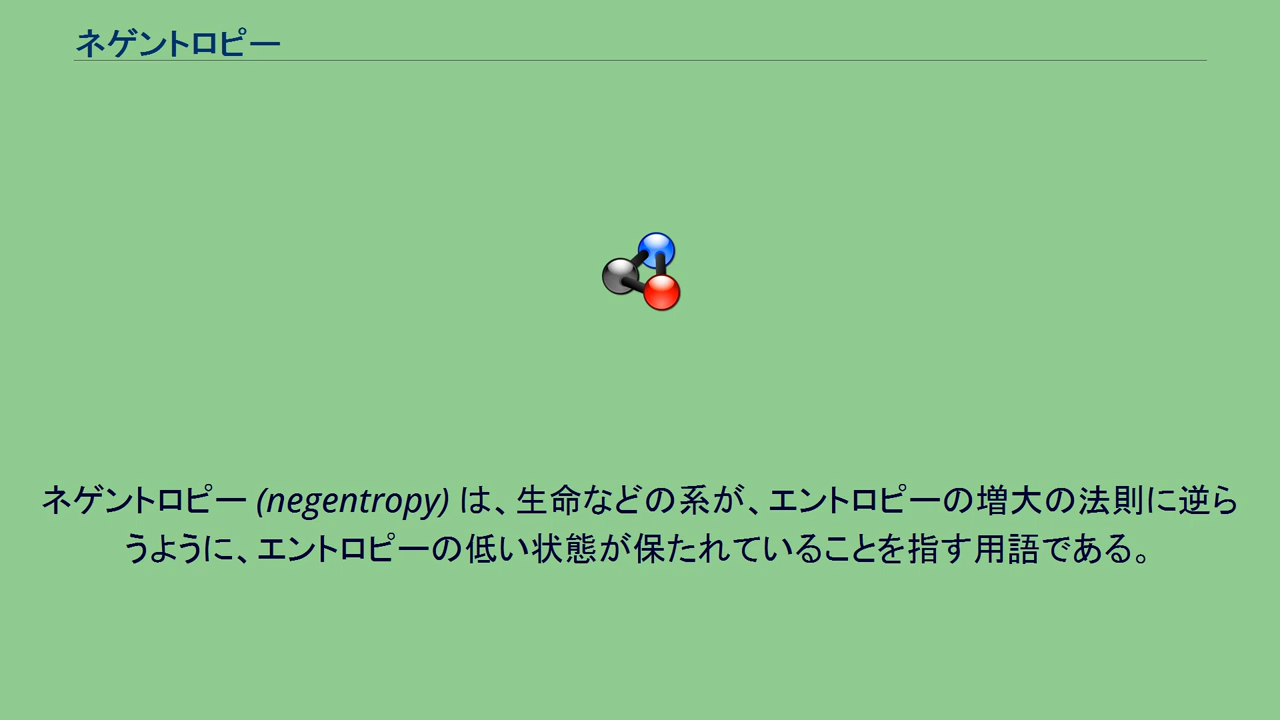 ネゲントロピー
ネゲントロピー (negentropy) は、生命などの系が、エントロピーの増大の法則に逆ら
うように、エントロピーの低い状態が保たれていることを指す用語である。